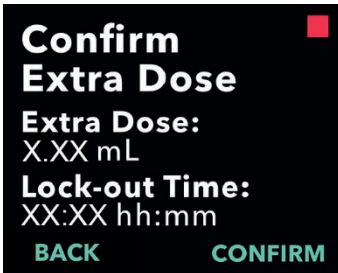 Confirm
Extra Dose
Extra Dose:
X.XX mL
Lock-out Time:
XX:XX hh:mm
BACK CONFIRM